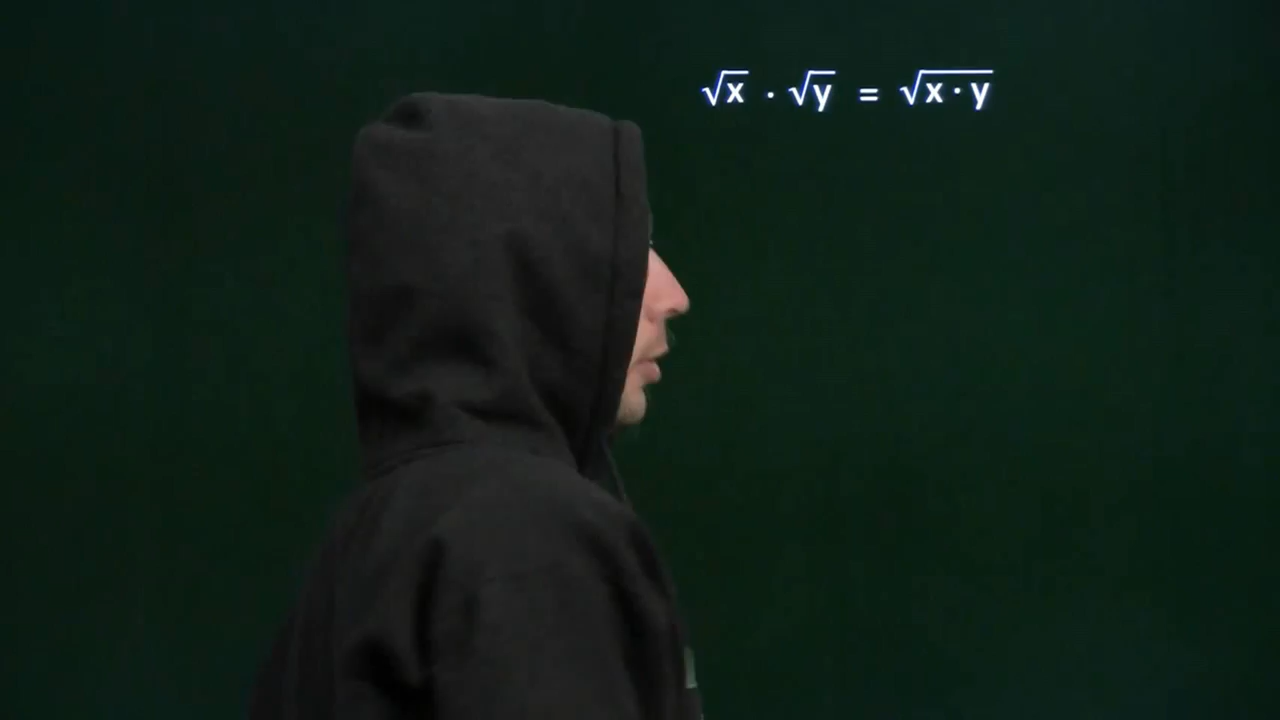 √x · √y = √x · y